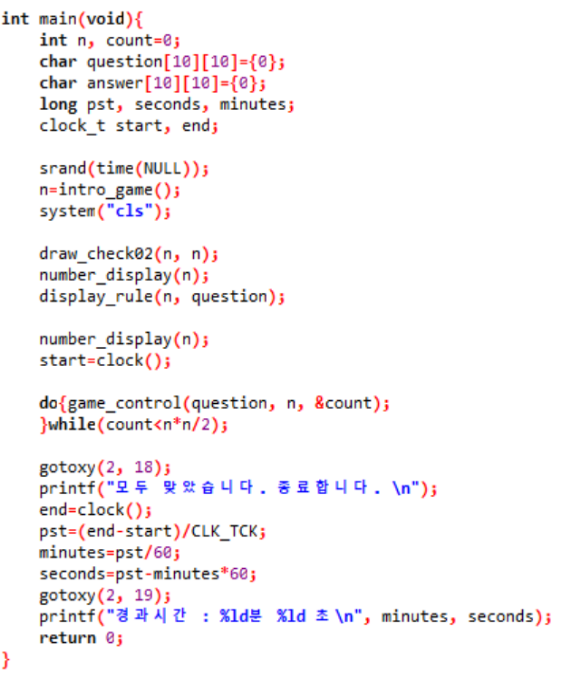 int main(void){
    int n, count=0;
    char question[10][10]={0};
    char answer[10][10]={0};
    long pst, seconds, minutes;
    clock_t start, end;

    srand(time(NULL));
    n=intro_game();
    system("cls");

    draw_check02(n, n);
    number_display(n);
    display_rule(n, question);

    number_display(n);
    start=clock();

    do{game_control(question, n, &count);
    }while(count<n*n/2);

    gotoxy(2, 18);
    printf("모두 맞았습니다. 종료합니다. \n");
    end=clock();
    pst=(end-start)/CLK_TCK;
    minutes=pst/60;
    seconds=pst-minutes*60;
    gotoxy(2, 19);
    printf("경과시간 : %ld분 %ld 초\n", minutes, seconds);
    return 0;
}